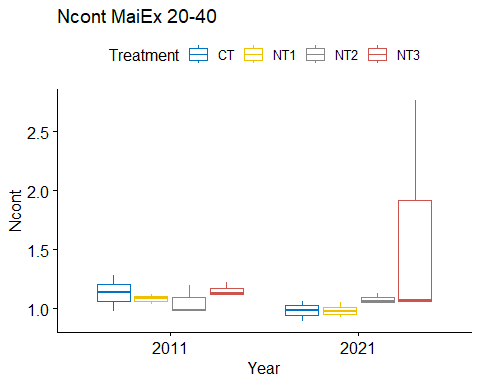 Ncont MaiEx 20-40
Treatment CT NT1 NT2 NT3
2.5
2.0
1.5
1.0
Ncont
2011 2021
Year